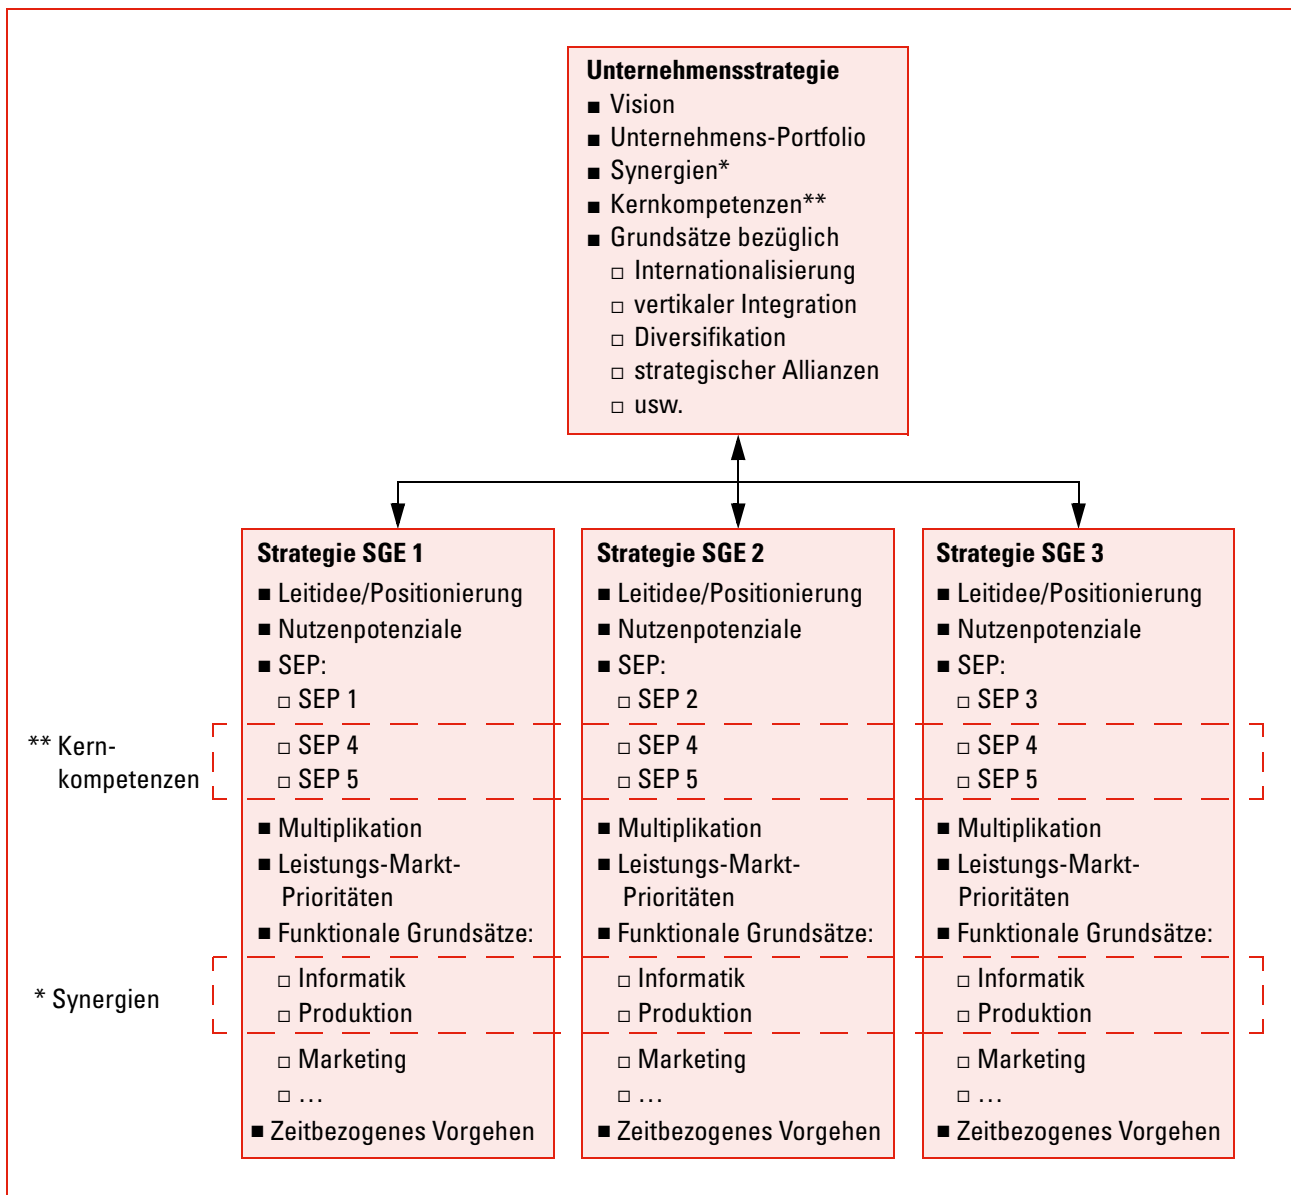 Unternehmensstrategie
■ Vision
■ Unternehmens-Portfolio
■ Synergien*
■ Kernkompetenzen**
■ Grundsätze bezüglich
□ Internationalisierung
□ vertikaler Integration
□ Diversifikation
□ strategischer Allianzen
□ usw.
Strategie SGE 1
■ Leitidee/Positionierung
■ Nutzenpotenziale
■ SEP:
□ SEP 1
□ SEP 4
□ SEP 5
■ Multiplikation
■ Leistungs-Markt-
Prioritäten
■ Funktionale Grundsätze:
□ Informatik
□ Produktion
□ Marketing
□ …
■ Zeitbezogenes Vorgehen
Strategie SGE 2
■ Leitidee/Positionierung
■ Nutzenpotenziale
■ SEP:
□ SEP 2
□ SEP 4
□ SEP 5
■ Multiplikation
■ Leistungs-Markt-
Prioritäten
■ Funktionale Grundsätze:
□ Informatik
□ Produktion
□ Marketing
□ …
■ Zeitbezogenes Vorgehen
Strategie SGE 3
■ Leitidee/Positionierung
■ Nutzenpotenziale
■ SEP:
□ SEP 3
□ SEP 4
□ SEP 5
■ Multiplikation
■ Leistungs-Markt-
Prioritäten
■ Funktionale Grundsätze:
□ Informatik
□ Produktion
□ Marketing
□ …
■ Zeitbezogenes Vorgehen
** Kern-
kompetenzen
* Synergien